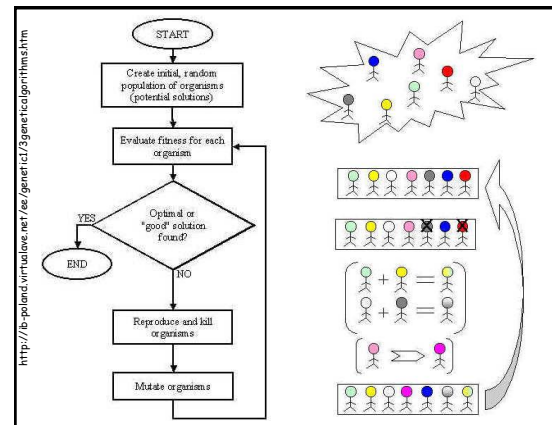 http://ib-poland.virtualave.net/ee/genetic1/3geneticalgorithms.htm
START
Create initial, random
population of organisms
(potential solutions)
Evaluate fitness for each
organism
Optimal or
"good" solution
found?
YES
END
NO
Reproduce and kill
organisms
Mutate organisms
+
=
+
=